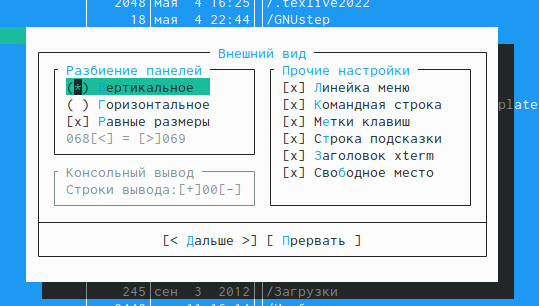 2048 мая 4 16:25 /.texlive2022
18 мая 4 22:44 /GNUstep
Внешний вид
Разбиение панелей
(*) Вертикальное
( ) Горизонтальное
[x] Равные размеры
068[<] = [>]069
Консольный вывод
Строки вывода:[+]00[-]
Прочие настройки
[x] Линейка меню
[x] Командная строка
[x] Метки клавиш
[x] Строка подсказки
[x] Заголовок xterm
[x] Свободное место
plate
[< Дальше >] [ Прервать ]
245 сен 3 2012 /Загрузки